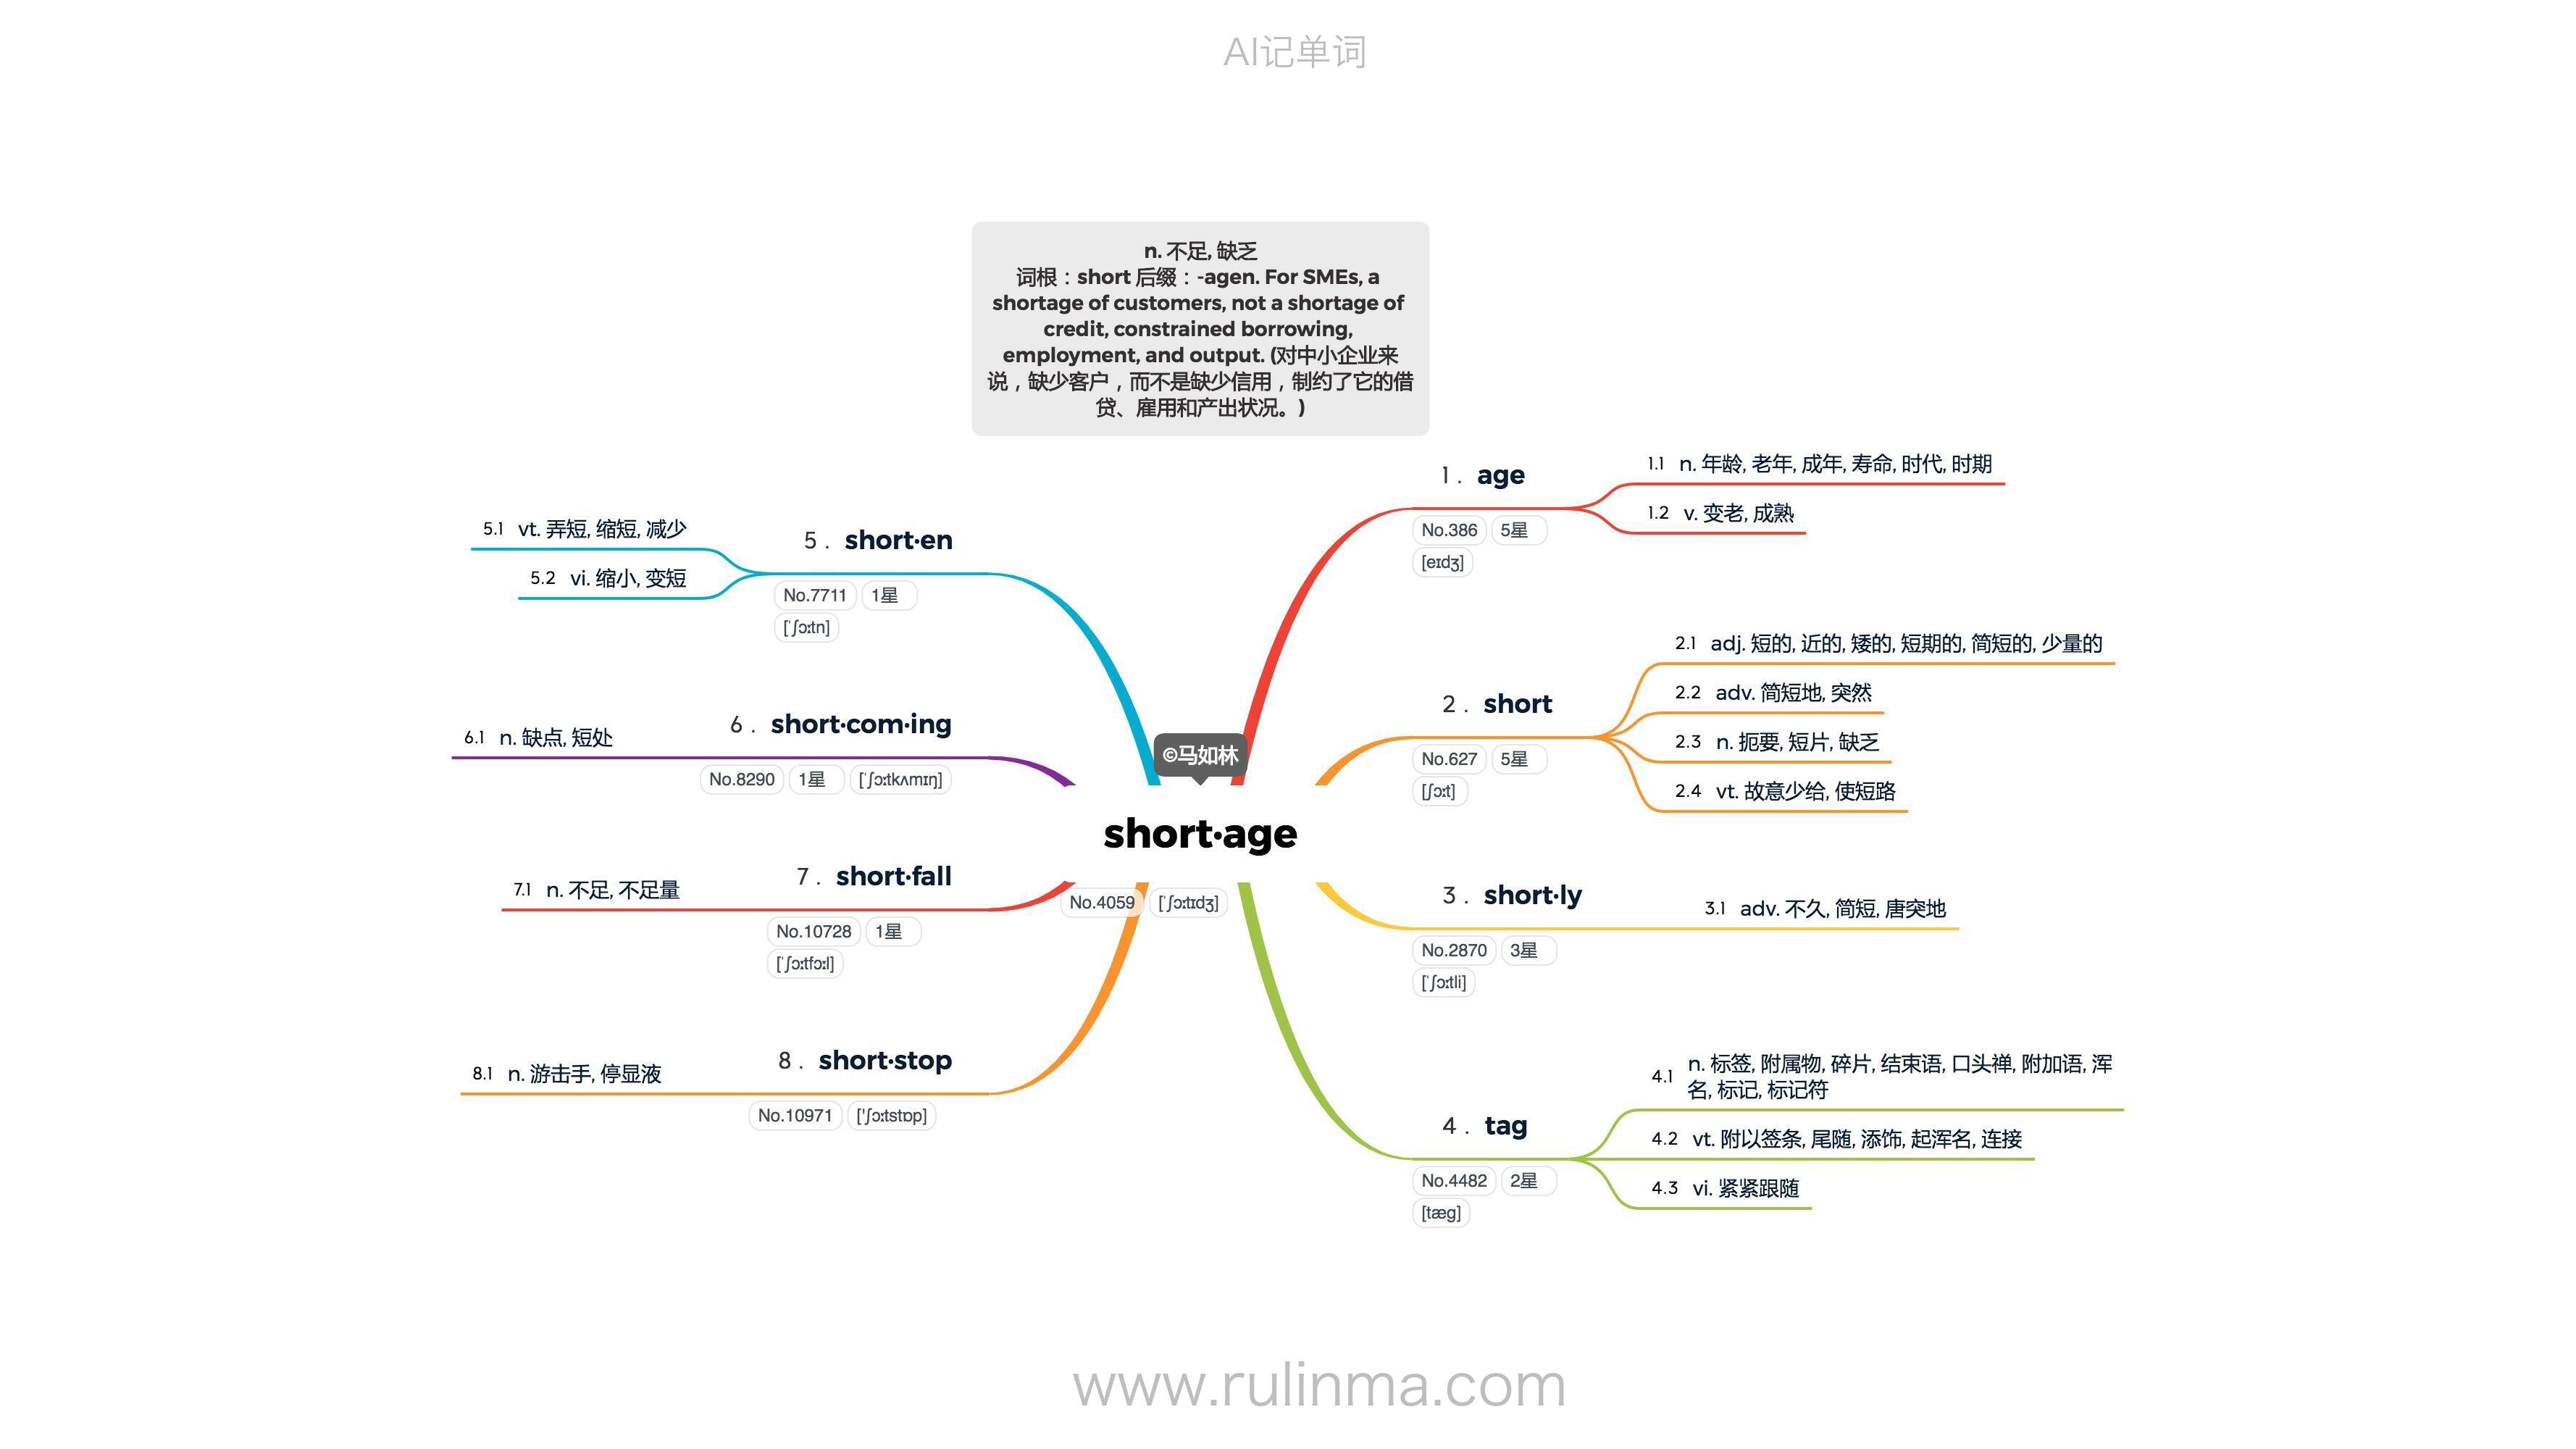 AI记单词
n. 不足, 缺乏
词根：short 后缀：-agen. For SMEs, a
shortage of customers, not a shortage of
credit, constrained borrowing,
employment, and output. (对中小企业来
说，缺少客户，而不是缺少信用，制约了它的借
贷、雇用和产出状况。)
©马如林
short·age
No.4059 [ˈʃɔːtɪdʒ]
1. age
No.386 5星
[eɪdʒ]
1.1 n. 年龄, 老年, 成年, 寿命, 时代, 时期
1.2 v. 变老, 成熟
2. short
No.627 5星
[ʃɔːt]
2.1 adj. 短的, 近的, 矮的, 短期的, 简短的, 少量的
2.2 adv. 简短地, 突然
2.3 n. 扼要, 短片, 缺乏
2.4 vt. 故意少给, 使短路
3. short·ly
No.2870 3星
[ˈʃɔːtli]
3.1 adv. 不久, 简短, 唐突地
4. tag
No.4482 2星
[tæg]
4.1 n. 标签, 附属物, 碎片, 结束语, 口头禅, 附加语, 浑
名, 标记, 标记符
4.2 vt. 附以签条, 尾随, 添饰, 起浑名, 连接
4.3 vi. 紧紧跟随
5. short·en
No.7711 1星
[ˈʃɔːtn]
5.1 vt. 弄短, 缩短, 减少
5.2 vi. 缩小, 变短
6. short·com·ing
No.8290 1星 [ˈʃɔːtkʌmɪŋ]
6.1 n. 缺点, 短处
7. short·fall
No.10728 1星
[ˈʃɔːtfɔːl]
7.1 n. 不足, 不足量
8. short·stop
No.10971 [ˈʃɔːtstɒp]
8.1 n. 游击手, 停显液
www.rulinma.com